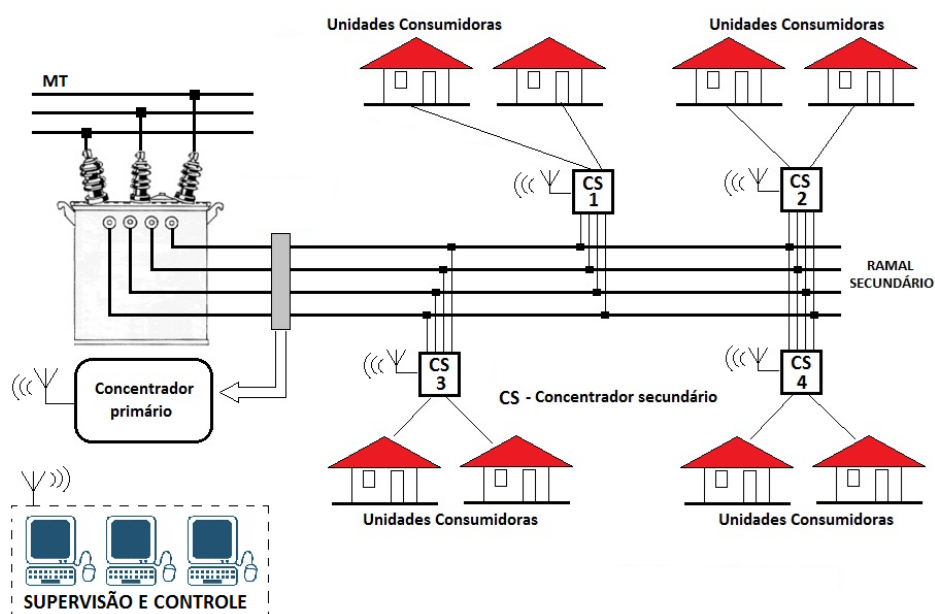 Unidades Consumidoras
Unidades Consumidoras
MT
CS
1
CS
2
RAMAL
SECUNDÁRIO
CS
3
CS
4
Concentrador
primário
CS - Concentrador secundário
Unidades Consumidoras
Unidades Consumidoras
SUPERVISÃO E CONTROLE